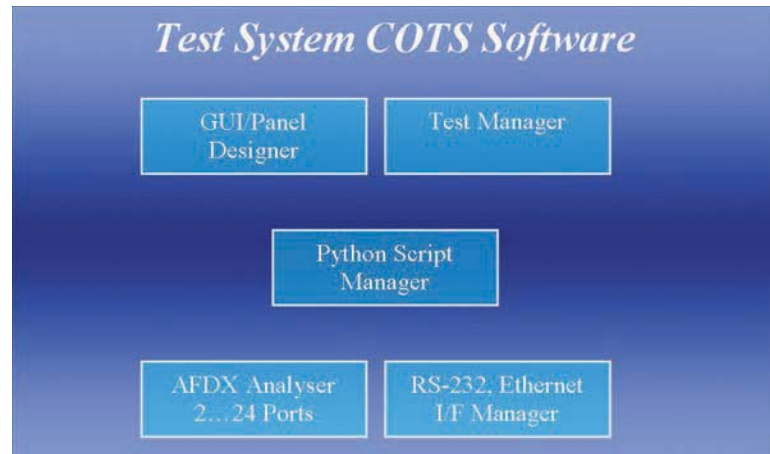 Test System COTS Software
GUI/Panel
Designer
Test Manager
Python Script
Manager
AFDX Analyser
2...24 Ports
RS-232, Ethernet
I/F Manager